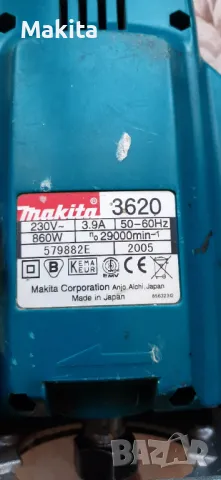 Makita
makita 3620
230V~ 3.9A 50-60Hz
860W n₀ 29000min⁻¹
579882E 2005
B KEMA KEUR CE
Makita Corporation Anjo, Aichi, Japan
Made in Japan
BAZAR
bg